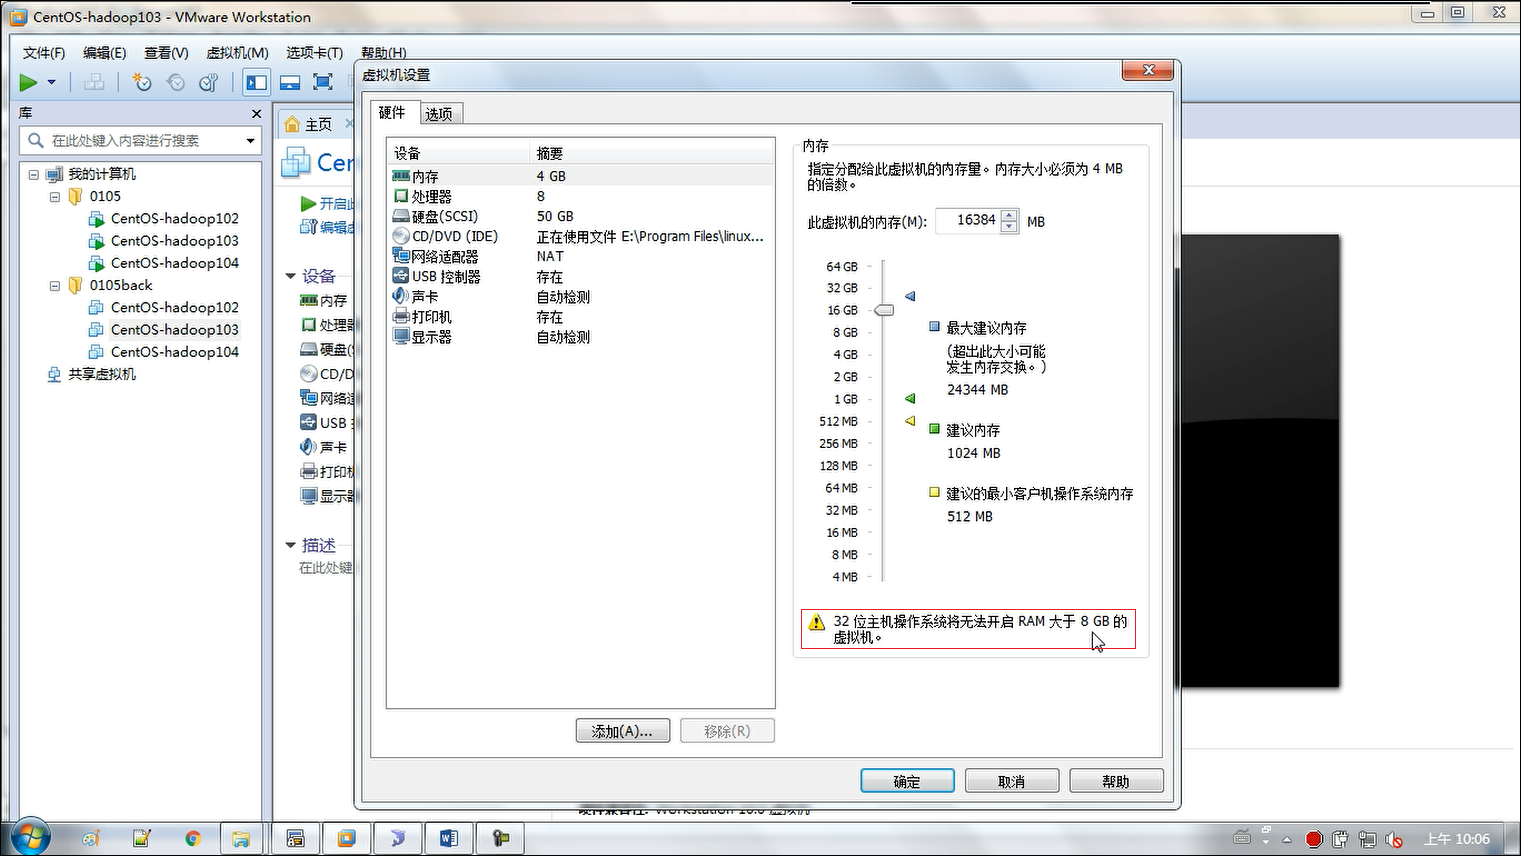 CentOS-hadoop103 - VMware Workstation
文件(F) 编辑(E) 查看(V) 虚拟机(M) 选项卡(T) 帮助(H)
库
在此处键入内容进行搜索
我的计算机
0105
CentOS-hadoop102
CentOS-hadoop103
CentOS-hadoop104
0105back
CentOS-hadoop102
CentOS-hadoop103
CentOS-hadoop104
共享虚拟机
主页
Cen
开启此
编辑虚
设备
内存
处理器
硬盘(S
CD/D
网络适
USB
声卡
打印机
显示器
描述
在此处键
虚拟机设置
硬件 选项
设备 摘要
内存 4 GB
处理器 8
硬盘(SCSI) 50 GB
CD/DVD (IDE) 正在使用文件 E:\Program Files\linux...
网络适配器 NAT
USB 控制器 存在
声卡 自动检测
打印机 存在
显示器 自动检测
添加(A)... 移除(R)
内存
指定分配给此虚拟机的内存量。内存大小必须为 4 MB
的倍数。
此虚拟机的内存(M): 16384 MB
64 GB
32 GB
16 GB
8 GB
4 GB
2 GB
1 GB
512 MB
256 MB
128 MB
64 MB
32 MB
16 MB
8 MB
4 MB
最大建议内存
(超出此大小可能
发生内存交换。)
24344 MB
建议内存
1024 MB
建议的最小客户机操作系统内存
512 MB
32 位主机操作系统将无法开启 RAM 大于 8 GB 的
虚拟机。
确定 取消 帮助
硬件兼容性: Workstation 10.0 虚拟机
上午 10:06